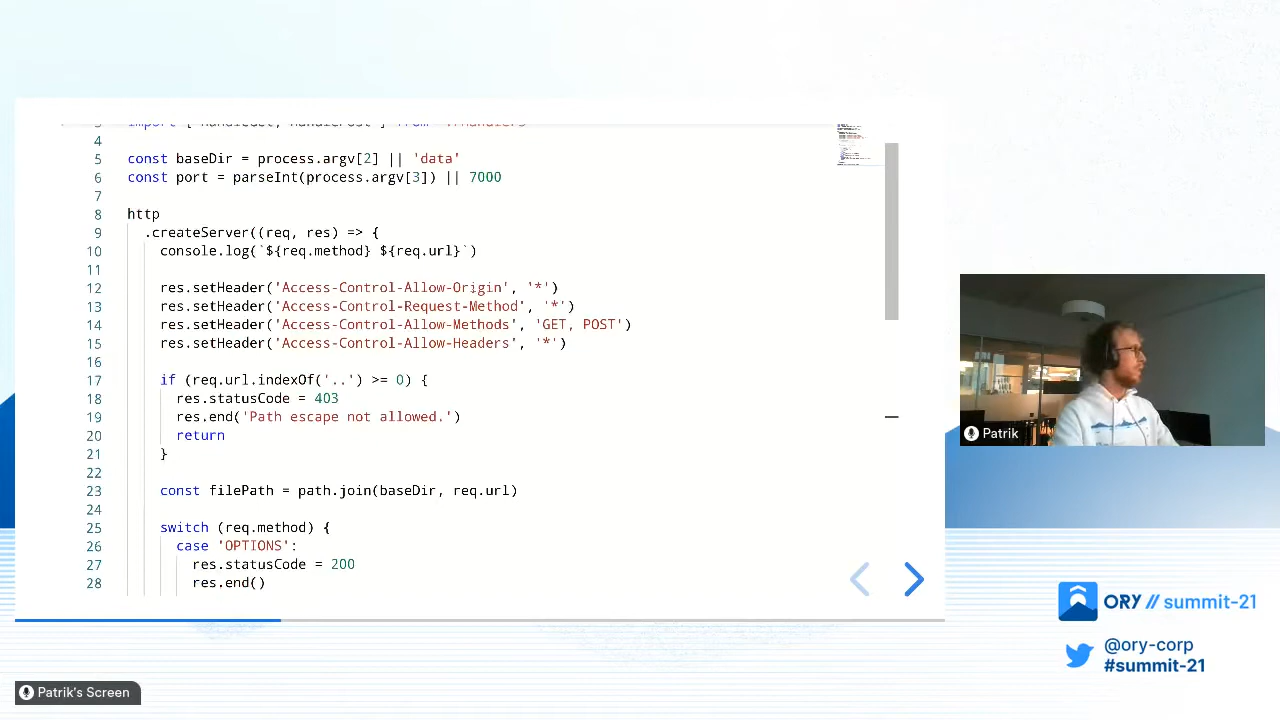 4
5 const baseDir = process.argv[2] || 'data'
6 const port = parseInt(process.argv[3]) || 7000
7
8 http
9 .createServer((req, res) => {
10 console.log(`${req.method} ${req.url}`)
11
12 res.setHeader('Access-Control-Allow-Origin', '*')
13 res.setHeader('Access-Control-Request-Method', '*')
14 res.setHeader('Access-Control-Allow-Methods', 'GET, POST')
15 res.setHeader('Access-Control-Allow-Headers', '*')
16
17 if (req.url.indexOf('..') >= 0) {
18 res.statusCode = 403
19 res.end('Path escape not allowed.')
20 return
21 }
22
23 const filePath = path.join(baseDir, req.url)
24
25 switch (req.method) {
26 case 'OPTIONS':
27 res.statusCode = 200
28 res.end()
Patrik
ORY // summit-21
@ory-corp
#summit-21
Patrik's Screen